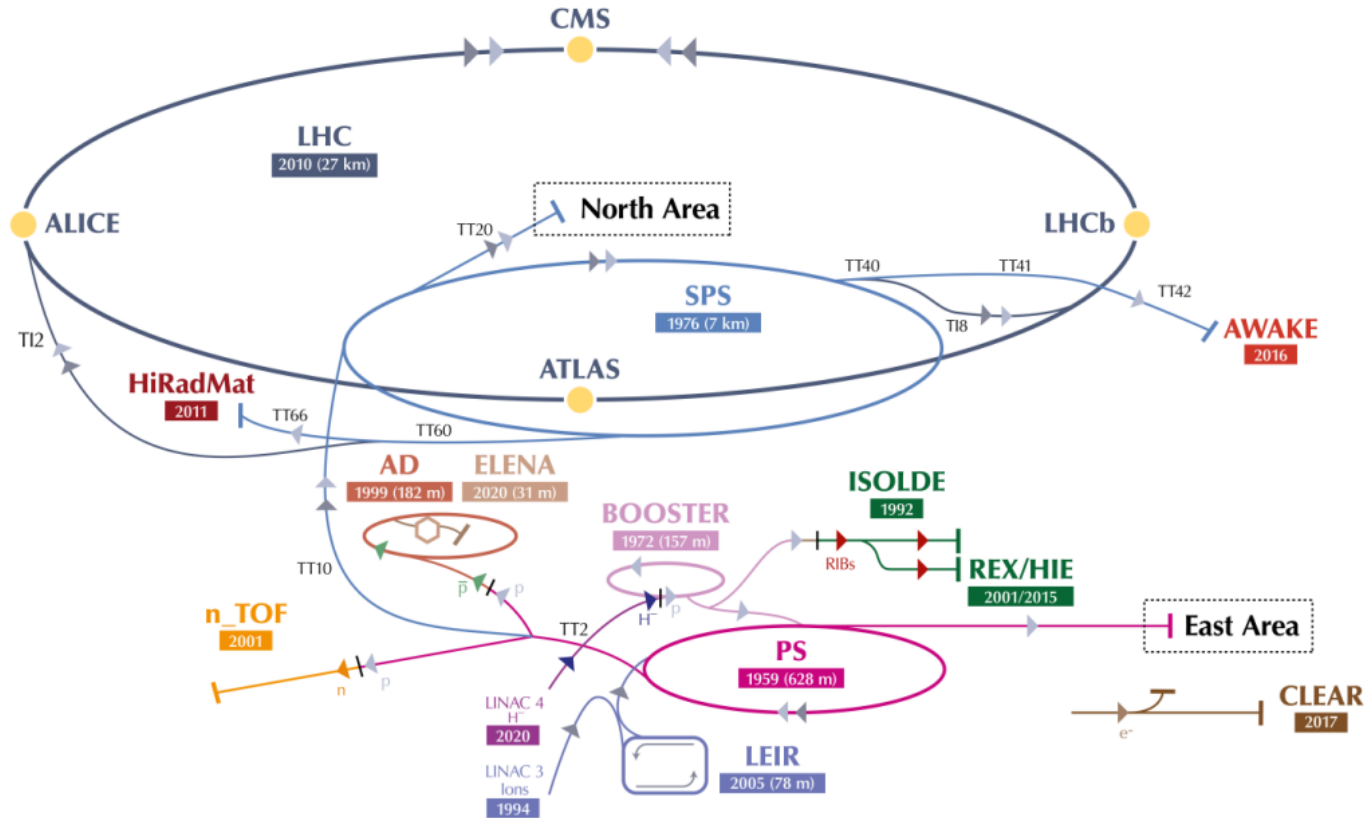 CMS
LHC
2010 (27 km)
North Area
ALICE
TT20
LHCb
TT40
TT41
SPS
TT42
1976 (7 km)
TI8
AWAKE
2016
TI2
ATLAS
HiRadMat
2011
TT66
TT60
AD
ELENA
1999 (182 m)
2020 (31 m)
ISOLDE
1992
BOOSTER
1972 (157 m)
RIBs
TT10
REX/HIE
2001/2015
p̅
p
H⁻
p
n_TOF
2001
TT2
East Area
PS
1959 (628 m)
n
p
LINAC 4
H⁻
2020
CLEAR
2017
e⁻
LEIR
2005 (78 m)
LINAC 3
Ions
1994